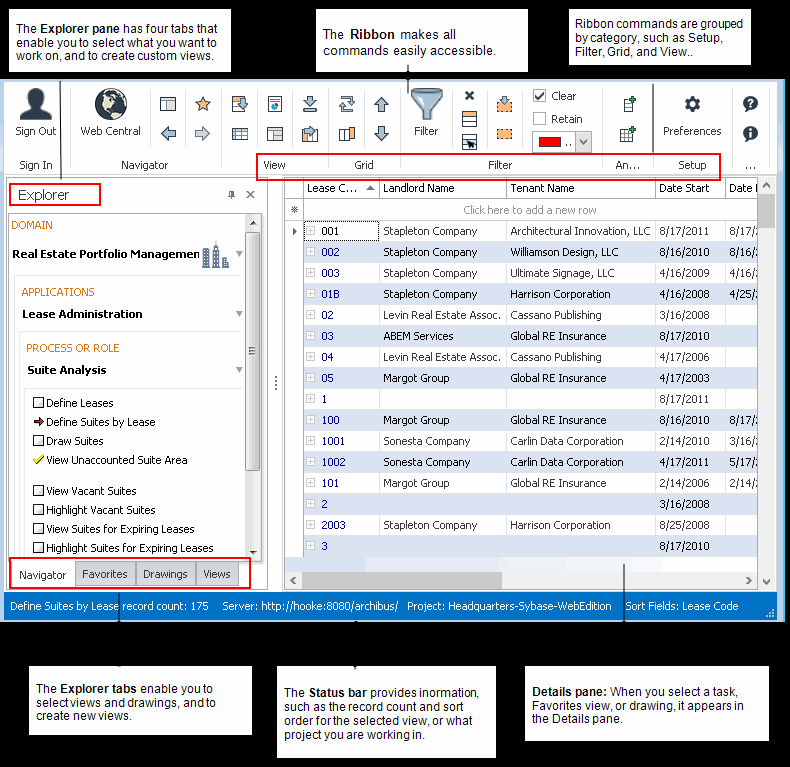 The Explorer pane has four tabs that
enable you to select what you want to
work on, and to create custom views.
The Ribbon makes all
commands easily accessible.
Ribbon commands are grouped
by category, such as Setup,
Filter, Grid, and View..
Sign Out
Web Central
Filter
Clear
Retain
..
Preferences
Sign In
Navigator
View
Grid
Filter
An...
Setup
...
Explorer
DOMAIN
Real Estate Portfolio Managemen
APPLICATIONS
Lease Administration
PROCESS OR ROLE
Suite Analysis
Define Leases
Define Suites by Lease
Draw Suites
View Unaccounted Suite Area
View Vacant Suites
Highlight Vacant Suites
View Suites for Expiring Leases
Highlight Suites for Expiring Leases
Navigator Favorites Drawings Views
Lease C... Landlord Name Tenant Name Date Start Date
Click here to add a new row
001 Stapleton Company Architectural Innovation, LLC 8/17/2011 8/17/
002 Stapleton Company Williamson Design, LLC 8/16/2010 8/16/
003 Stapleton Company Ultimate Signage, LLC 4/16/2009 4/16/
01B Stapleton Company Harrison Corporation 4/16/2008 4/25/
02 Levin Real Estate Assoc. Cassano Publishing 3/16/2008
03 ABEM Services Global RE Insurance 8/17/2010
04 Levin Real Estate Assoc. Cassano Publishing 4/17/2006
05 Margot Group Global RE Insurance 4/17/2003
1 8/17/2011
100 Margot Group Global RE Insurance 8/16/2010 8/17/
1001 Sonesta Company Carlin Data Corporation 2/14/2010 3/16/
1002 Sonesta Company Carlin Data Corporation 4/17/2011 5/17/
101 Margot Group Global RE Insurance 2/14/2006 2/14/
2 3/16/2008
2003 Stapleton Company Harrison Corporation 8/25/2008
3 8/17/2010
Define Suites by Lease record count: 175 Server: http://hooke:8080/archibus/ Project: Headquarters-Sybase-WebEdition Sort Fields: Lease Code
The Explorer tabs enable you to
select views and drawings, and to
create new views.
The Status bar provides inormation,
such as the record count and sort
order for the selected view, or what
project you are working in.
Details pane: When you select a task,
Favorites view, or drawing, it appears in
the Details pane.